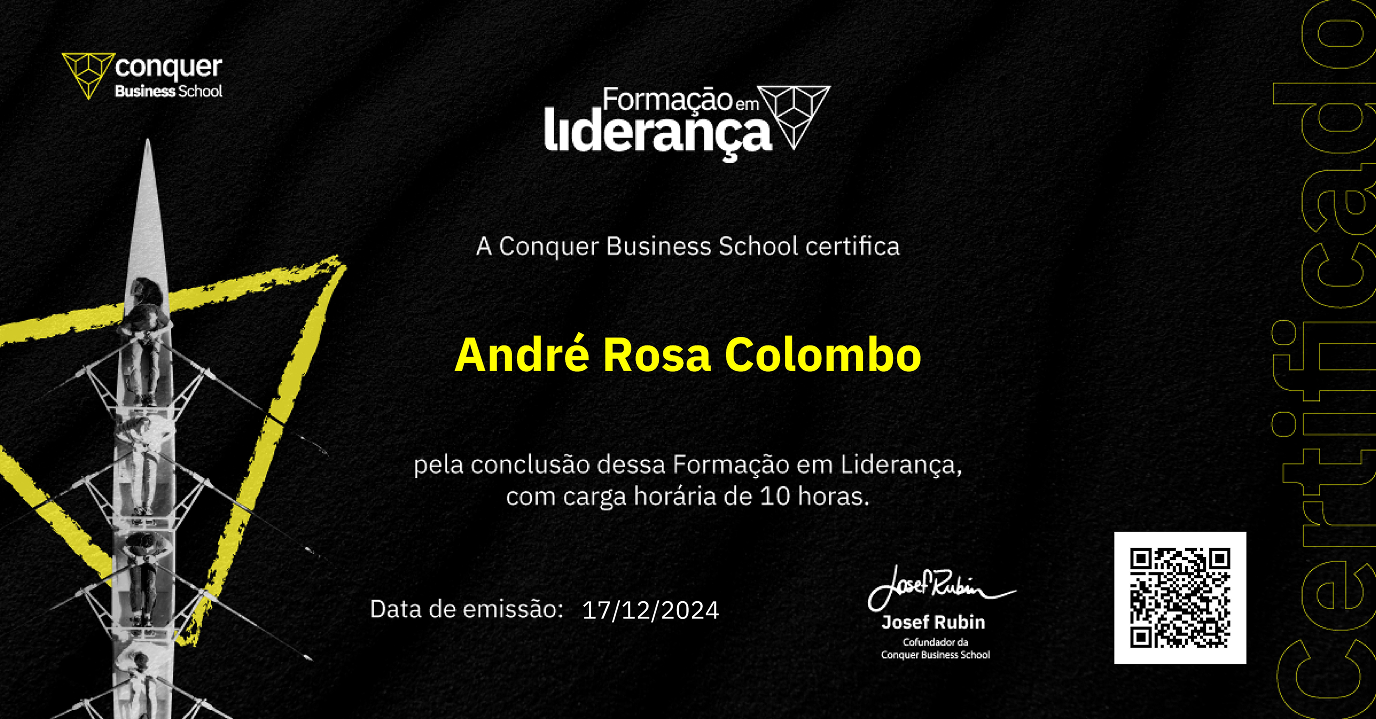 conquer
Business School
Formação em
liderança
A Conquer Business School certifica
André Rosa Colombo
pela conclusão dessa Formação em Liderança,
com carga horária de 10 horas.
Data de emissão: 17/12/2024
Josef Rubin
Josef Rubin
Cofundador da
Conquer Business School
Certificado